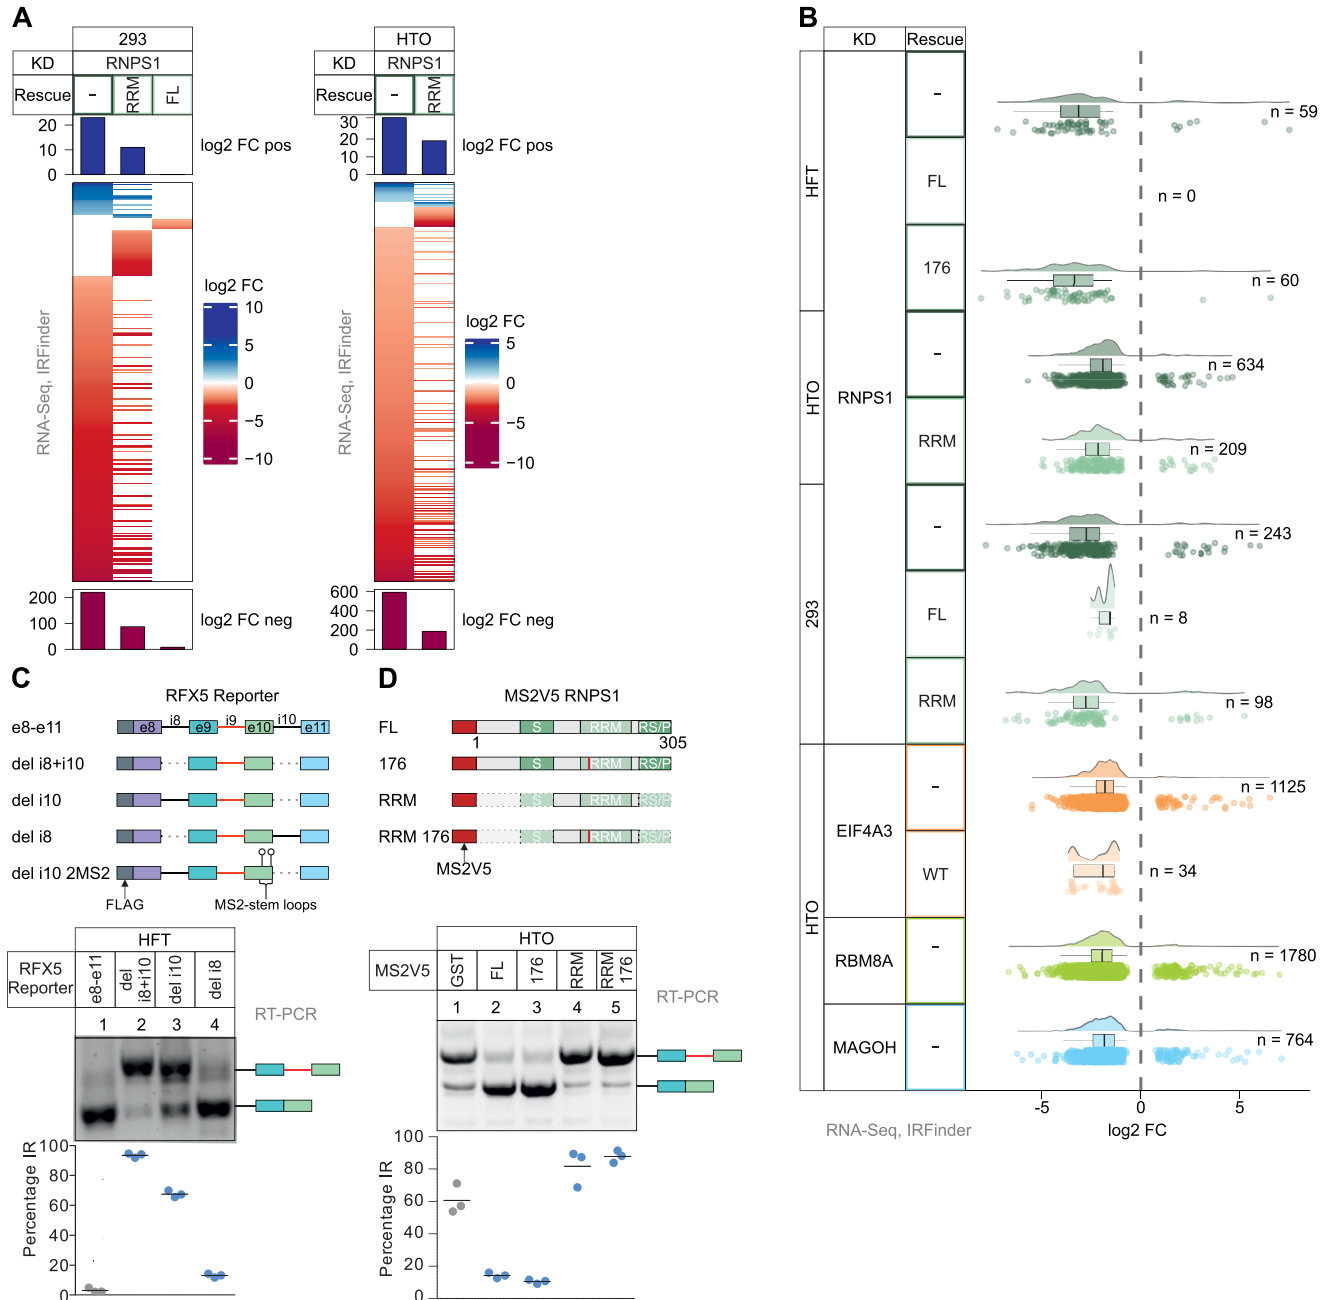 A
293
KD
RNPS1
Rescue
-
RRM
FL
20
10
0
log2 FC pos
RNA-Seq, IRFinder
log2 FC
10
5
0
−5
−10
200
100
0
log2 FC neg
HTO
KD
RNPS1
Rescue
-
RRM
30
20
10
0
log2 FC pos
RNA-Seq, IRFinder
log2 FC
5
0
−5
−10
600
400
200
0
log2 FC neg
B
KD
Rescue
HFT
HTO
293
HTO
RNPS1
-
n = 59
FL
n = 0
176
n = 60
-
n = 634
RRM
n = 209
-
n = 243
FL
n = 8
RRM
n = 98
EIF4A3
-
n = 1125
WT
n = 34
RBM8A
-
n = 1780
MAGOH
-
n = 764
-5
0
5
RNA-Seq, IRFinder
log2 FC
C
RFX5 Reporter
e8-e11
e8
i8
e9
i9
e10
i10
e11
del i8+i10
del i10
del i8
del i10 2MS2
FLAG
MS2-stem loops
HFT
RFX5
Reporter
e8-e11
del
i8+i10
del i10
del i8
1
2
3
4
RT-PCR
Percentage IR
100
80
60
40
20
0
D
MS2V5 RNPS1
FL
S
RRM
RS/P
1
305
176
S
RRM
RS/P
RRM
S
RRM
RS/P
RRM 176
S
RRM
RS/P
MS2V5
HTO
MS2V5
GST
FL
176
RRM
RRM
176
1
2
3
4
5
RT-PCR
Percentage IR
100
80
60
40
20
0